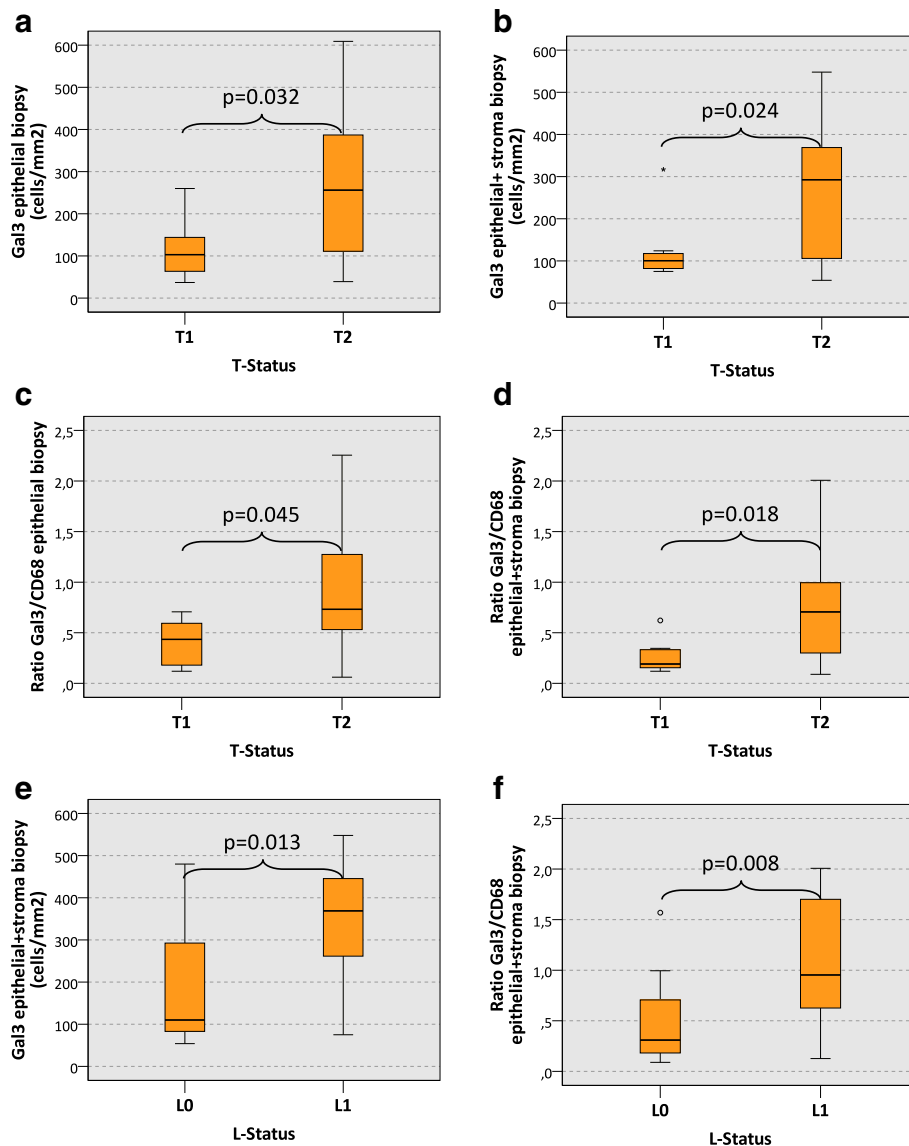 a
Gal3 epithelial biopsy
(cells/mm2)
600
500
400
300
200
100
0
p=0.032
T1
T2
T-Status
b
Gal3 epithelial+ stroma biopsy
(cells/mm2)
600
500
400
300
200
100
0
p=0.024
*
T1
T2
T-Status
c
Ratio Gal3/CD68 epithelial biopsy
2,5
2,0
1,5
1,0
,5
,0
p=0.045
T1
T2
T-Status
d
Ratio Gal3/CD68
epithelial+stroma biopsy
2,5
2,0
1,5
1,0
,5
,0
p=0.018
T1
T2
T-Status
e
Gal3 epithelial+stroma biopsy
(cells/mm2)
600
500
400
300
200
100
0
p=0.013
L0
L1
L-Status
f
Ratio Gal3/CD68
epithelial+stroma biopsy
2,5
2,0
1,5
1,0
,5
,0
p=0.008
L0
L1
L-Status